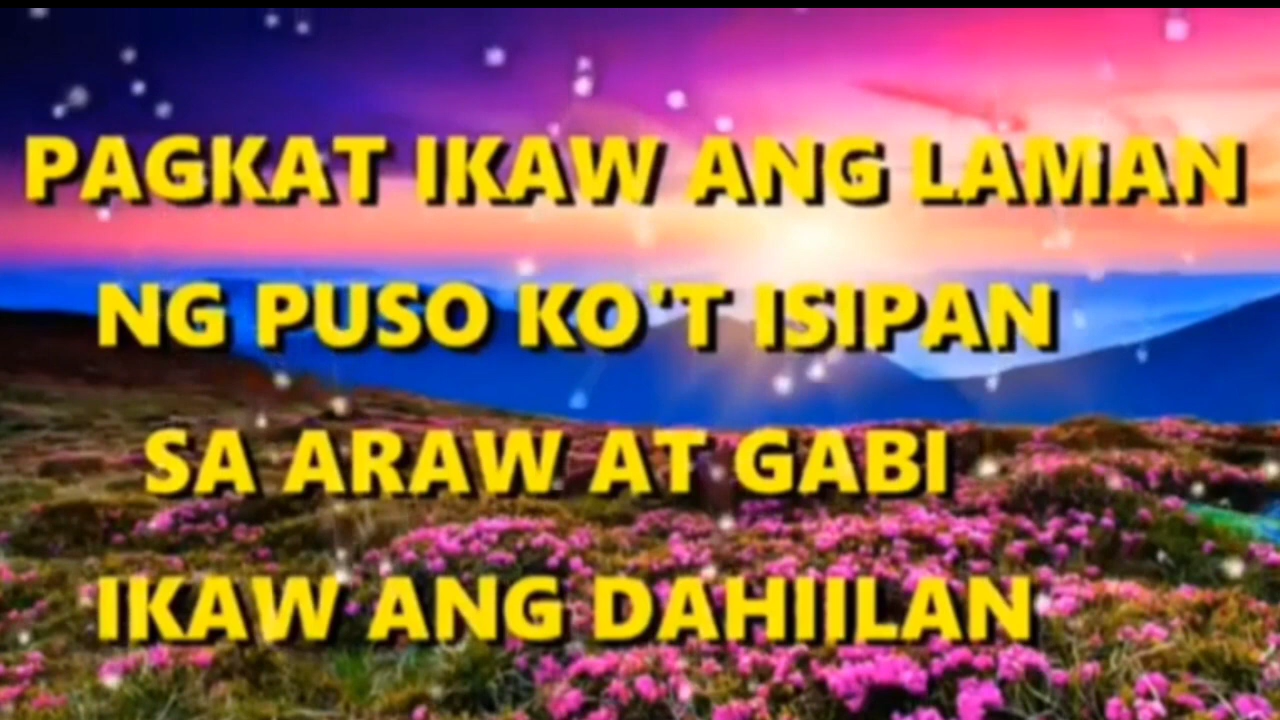 PAGKAT IKAW ANG LAMAN
NG PUSO KO'T ISIPAN
SA ARAW AT GABI
IKAW ANG DAHIILAN